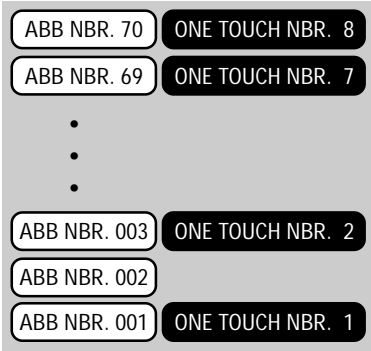 ABB NBR. 70 ONE TOUCH NBR. 8
ABB NBR. 69 ONE TOUCH NBR. 7
ABB NBR. 003 ONE TOUCH NBR. 2
ABB NBR. 002
ABB NBR. 001 ONE TOUCH NBR. 1